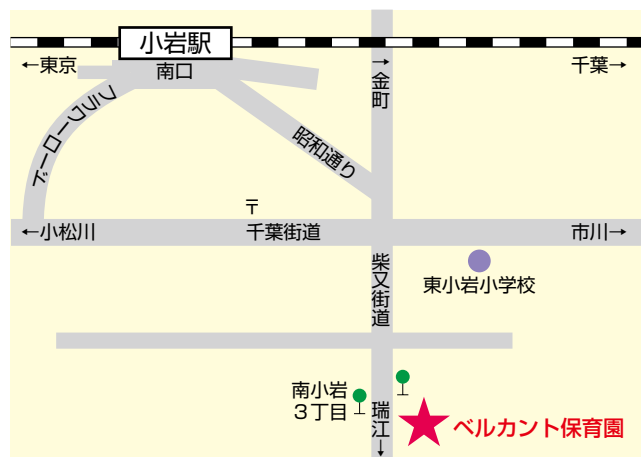 小岩駅
←東京
南口
→金町
千葉→
フラワーロード
昭和通り
〒
←小松川
千葉街道
市川→
柴又街道
東小岩小学校
南小岩
3丁目
瑞江→
ベルカント保育園